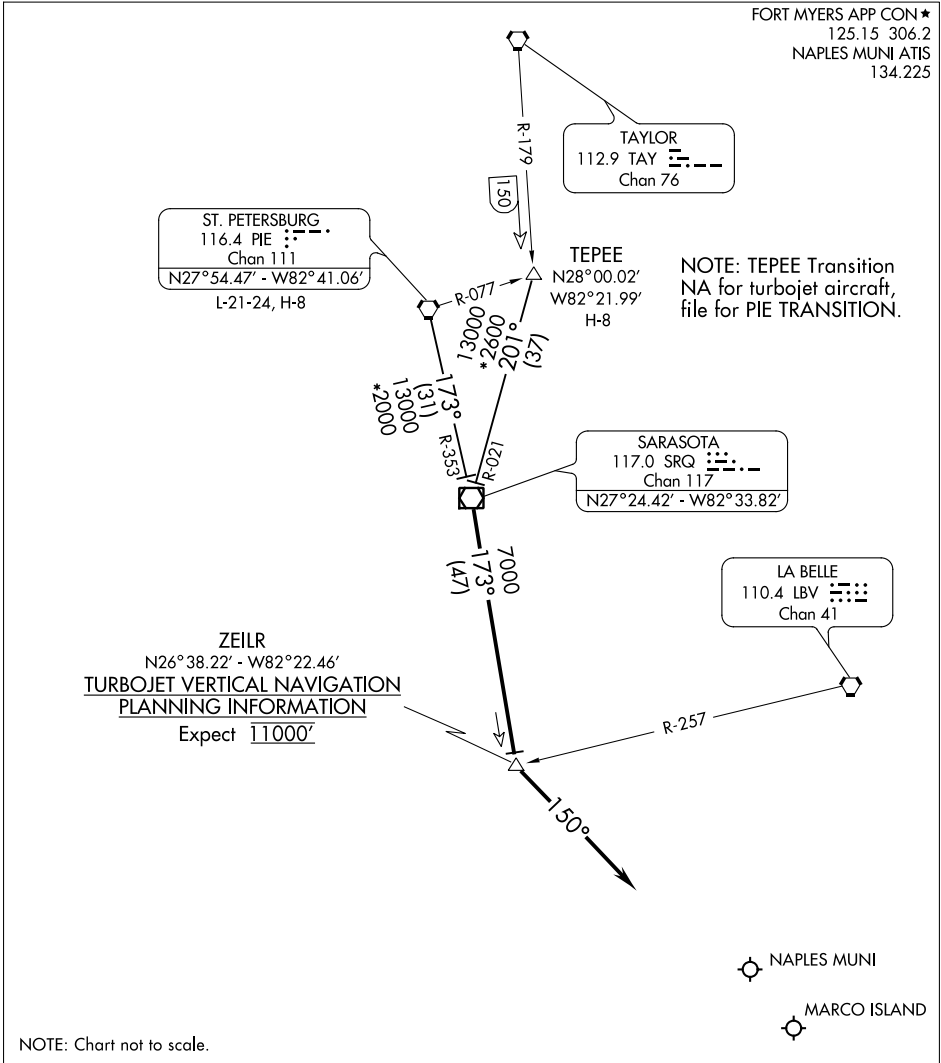 FORT MYERS APP CON ★
125.15 306.2
NAPLES MUNI ATIS
134.225
TAYLOR
112.9 TAY
Chan 76
R-179
150
ST. PETERSBURG
116.4 PIE
Chan 111
N27°54.47' - W82°41.06'
L-21-24, H-8
TEPEE
N28°00.02'
W82°21.99'
H-8
NOTE: TEPEE Transition
NA for turbojet aircraft,
file for PIE TRANSITION.
R-077
13000
*2600
201°
(37)
173°
(31)
13000
*2000
R-353
R-021
SARASOTA
117.0 SRQ
Chan 117
N27°24.42' - W82°33.82'
7000
173°
(47)
LA BELLE
110.4 LBV
Chan 41
R-257
ZEILR
N26°38.22' - W82°22.46'
TURBOJET VERTICAL NAVIGATION
PLANNING INFORMATION
Expect 11000'
150°
NAPLES MUNI
MARCO ISLAND
NOTE: Chart not to scale.